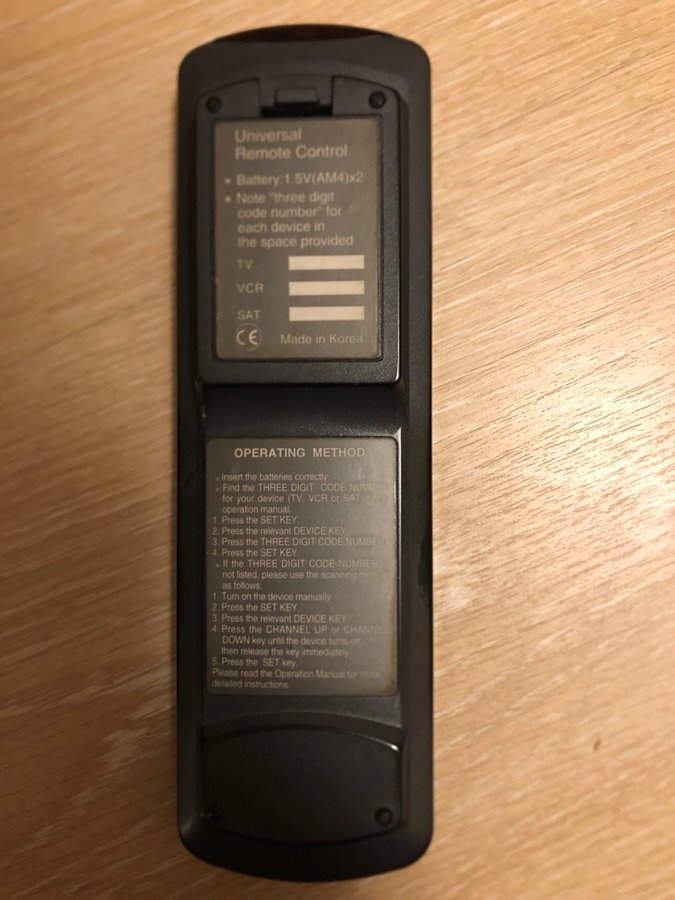 Universal
Remote Control
▪ Battery:1.5V(AM4)x2
▪ Note "three digit
code number" for
each device in
the space provided
TV
VCR
SAT
CE Made in Korea
OPERATING METHOD
▫ Insert the batteries correctly.
▫ Find the THREE DIGIT CODE NUMBER
for your device (TV, VCR or SAT)
operation manual.
1. Press the SET KEY.
2. Press the relevant DEVICE KEY.
3. Press the THREE DIGIT CODE NUMBER.
4. Press the SET KEY.
▫ If the THREE DIGIT CODE NUMBER
not listed, please use the scanning
as follows:
1. Turn on the device manually.
2. Press the SET KEY.
3. Press the relevant DEVICE KEY.
4. Press the CHANNEL UP or CHANNEL
DOWN key until the device turns off,
then release the key immediately.
5. Press the SET key.
Please read the Operation Manual for more
detailed instructions.